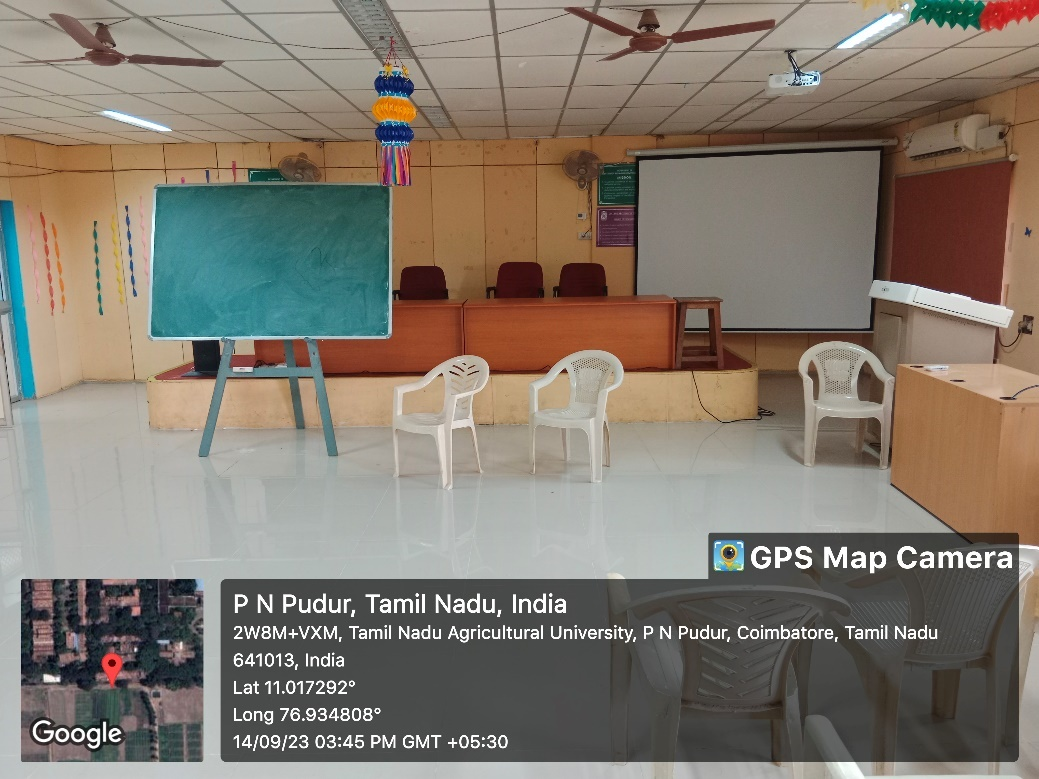 GPS Map Camera
P N Pudur, Tamil Nadu, India
2W8M+VXM, Tamil Nadu Agricultural University, P N Pudur, Coimbatore, Tamil Nadu
641013, India
Lat 11.017292°
Long 76.934808°
14/09/23 03:45 PM GMT +05:30
Google